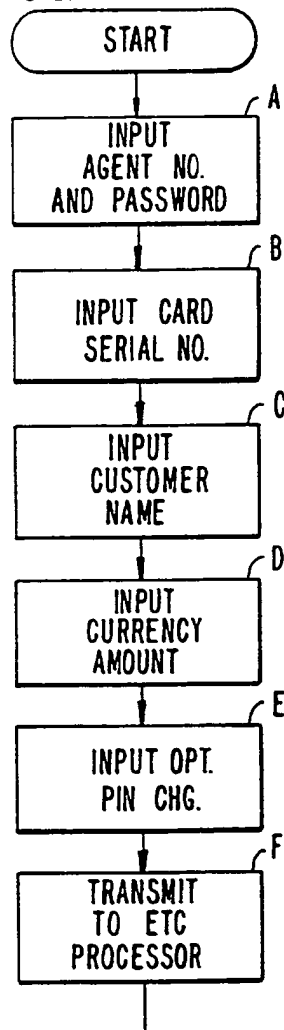 START
A
INPUT
AGENT NO.
AND PASSWORD
B
INPUT CARD
SERIAL NO.
C
INPUT
CUSTOMER
NAME
D
INPUT
CURRENCY
AMOUNT
E
INPUT OPT.
PIN CHG.
F
TRANSMIT
TO ETC
PROCESSOR